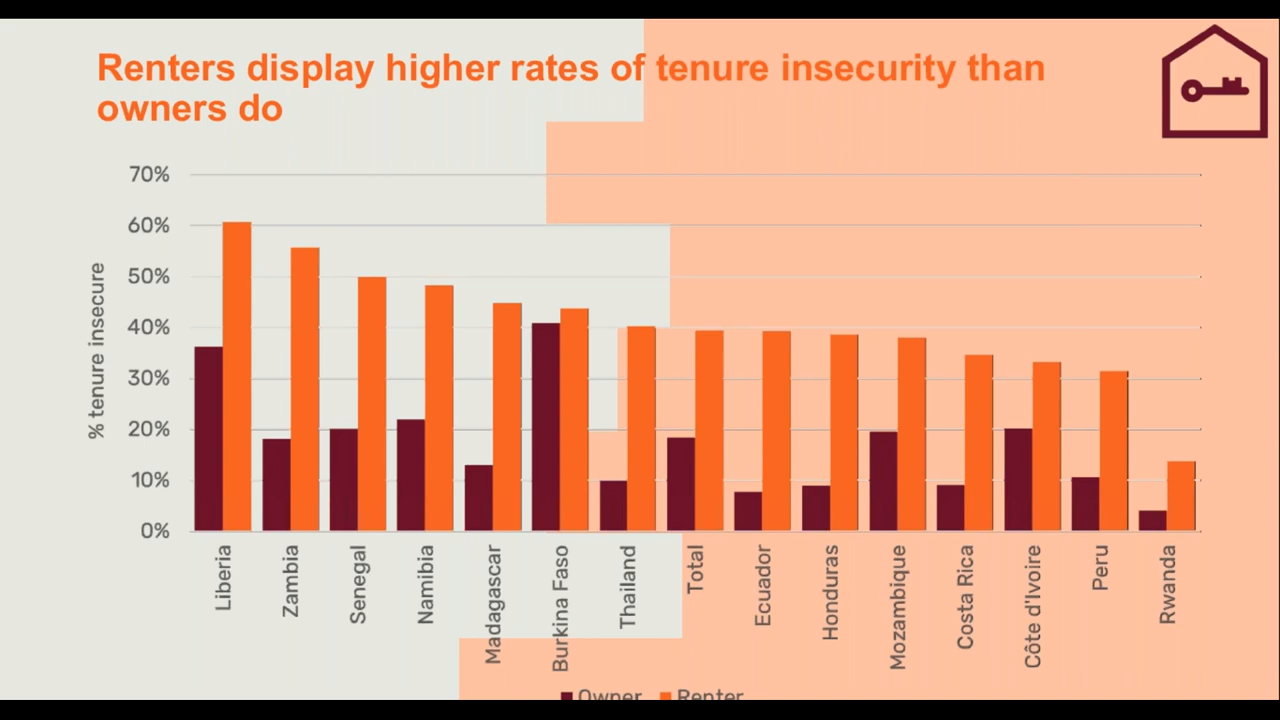 Renters display higher rates of tenure insecurity than
owners do
% tenure insecure
70%
60%
50%
40%
30%
20%
10%
0%
Liberia
Zambia
Senegal
Namibia
Madagascar
Burkina Faso
Thailand
Total
Ecuador
Honduras
Mozambique
Costa Rica
Côte d'Ivoire
Peru
Rwanda
Owner Renter